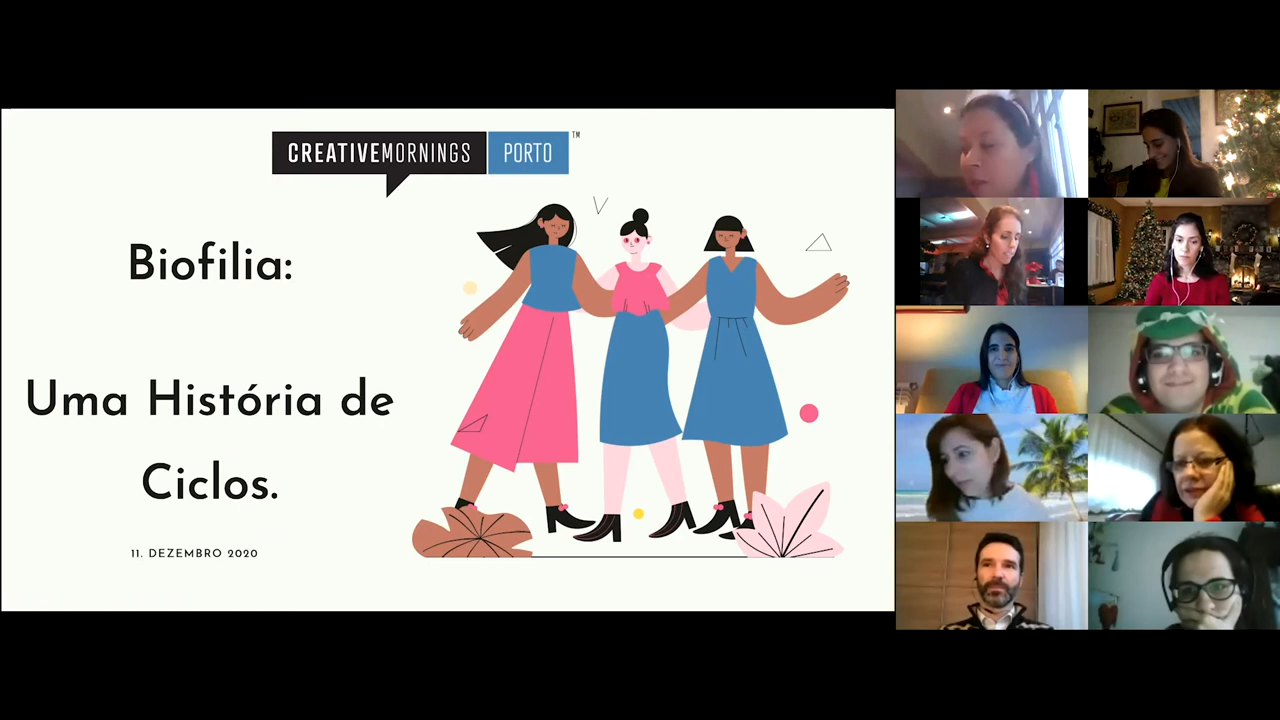 CREATIVEMORNINGS PORTO ™
Biofilia:
Uma História de
Ciclos.
11. DEZEMBRO 2020